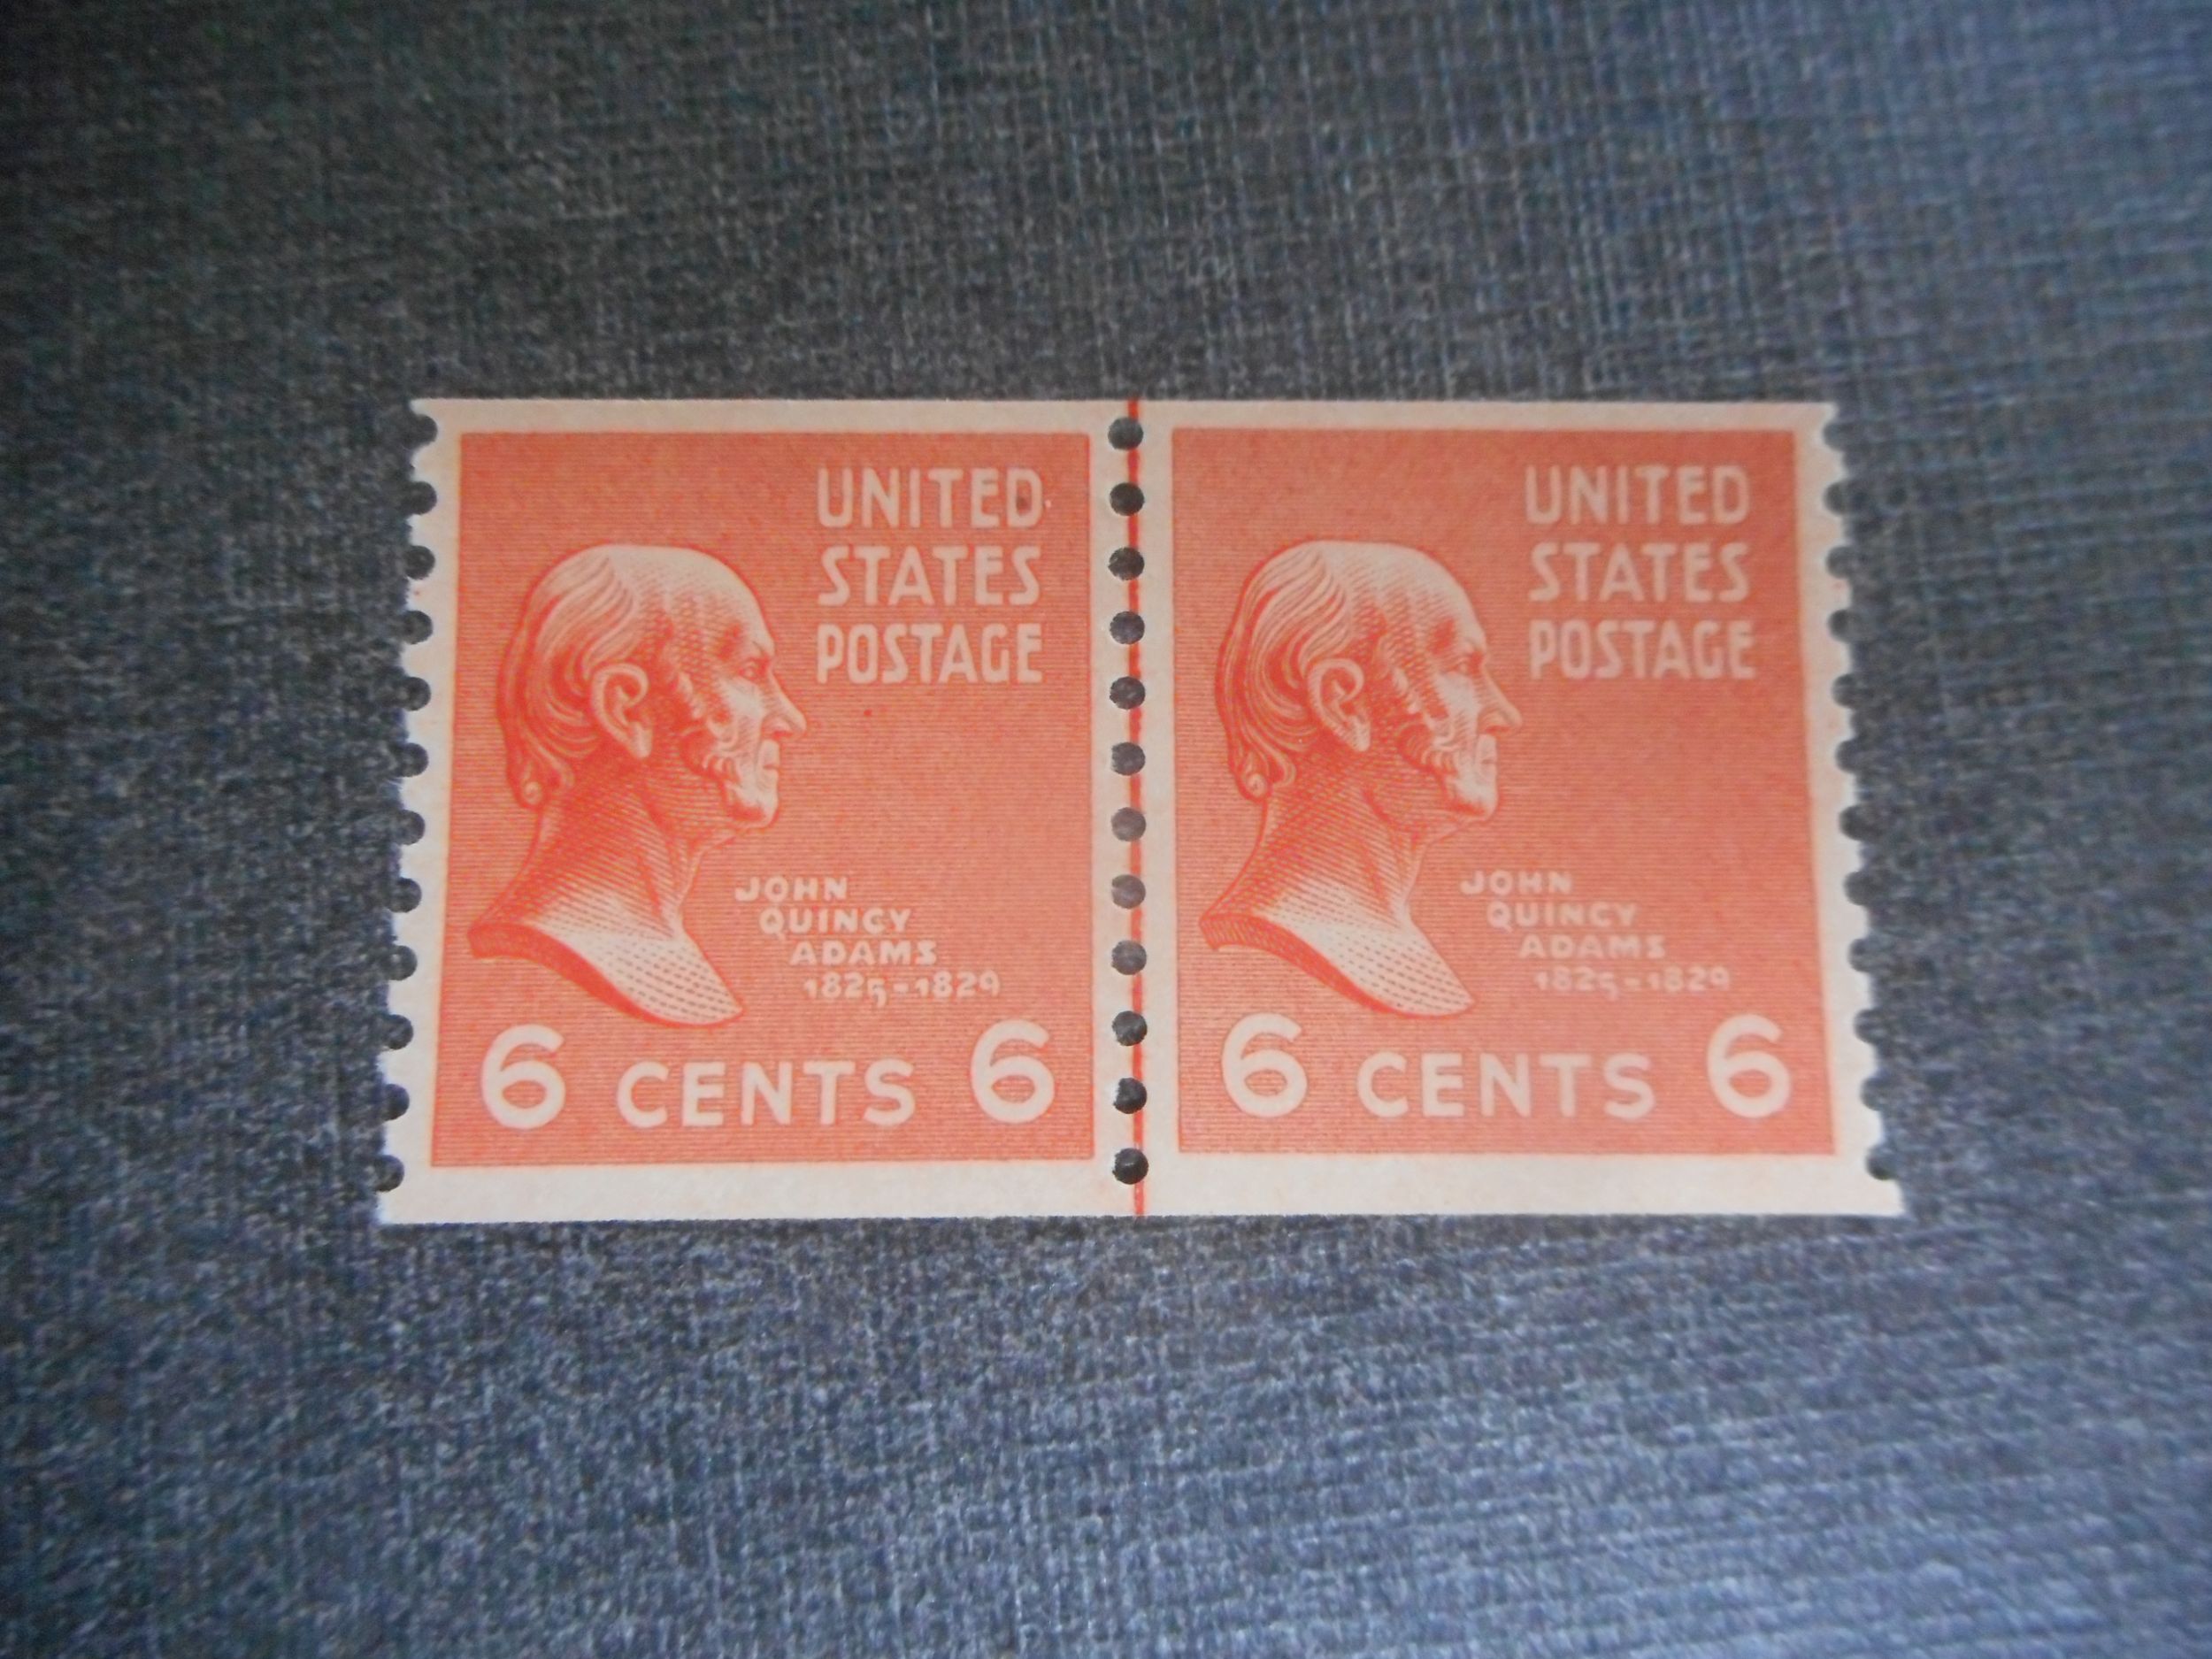 UNITED
STATES
POSTAGE
JOHN
QUINCY
ADAMS
1825-1829
6 CENTS 6
UNITED
STATES
POSTAGE
JOHN
QUINCY
ADAMS
1825-1829
6 CENTS 6